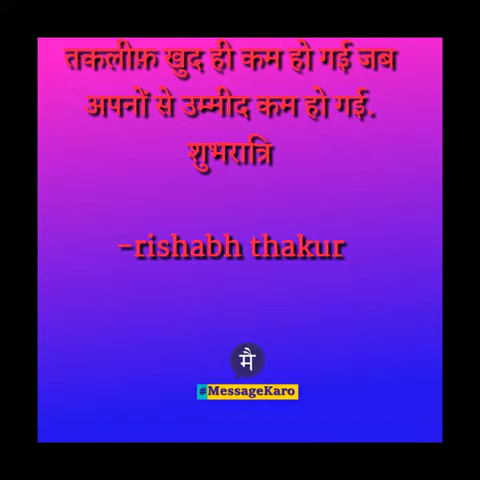 तकलीफ़ खुद ही कम हो गई जब
अपनों से उम्मीद कम हो गई.
शुभरात्रि
-rishabh thakur
मै
#MessageKaro